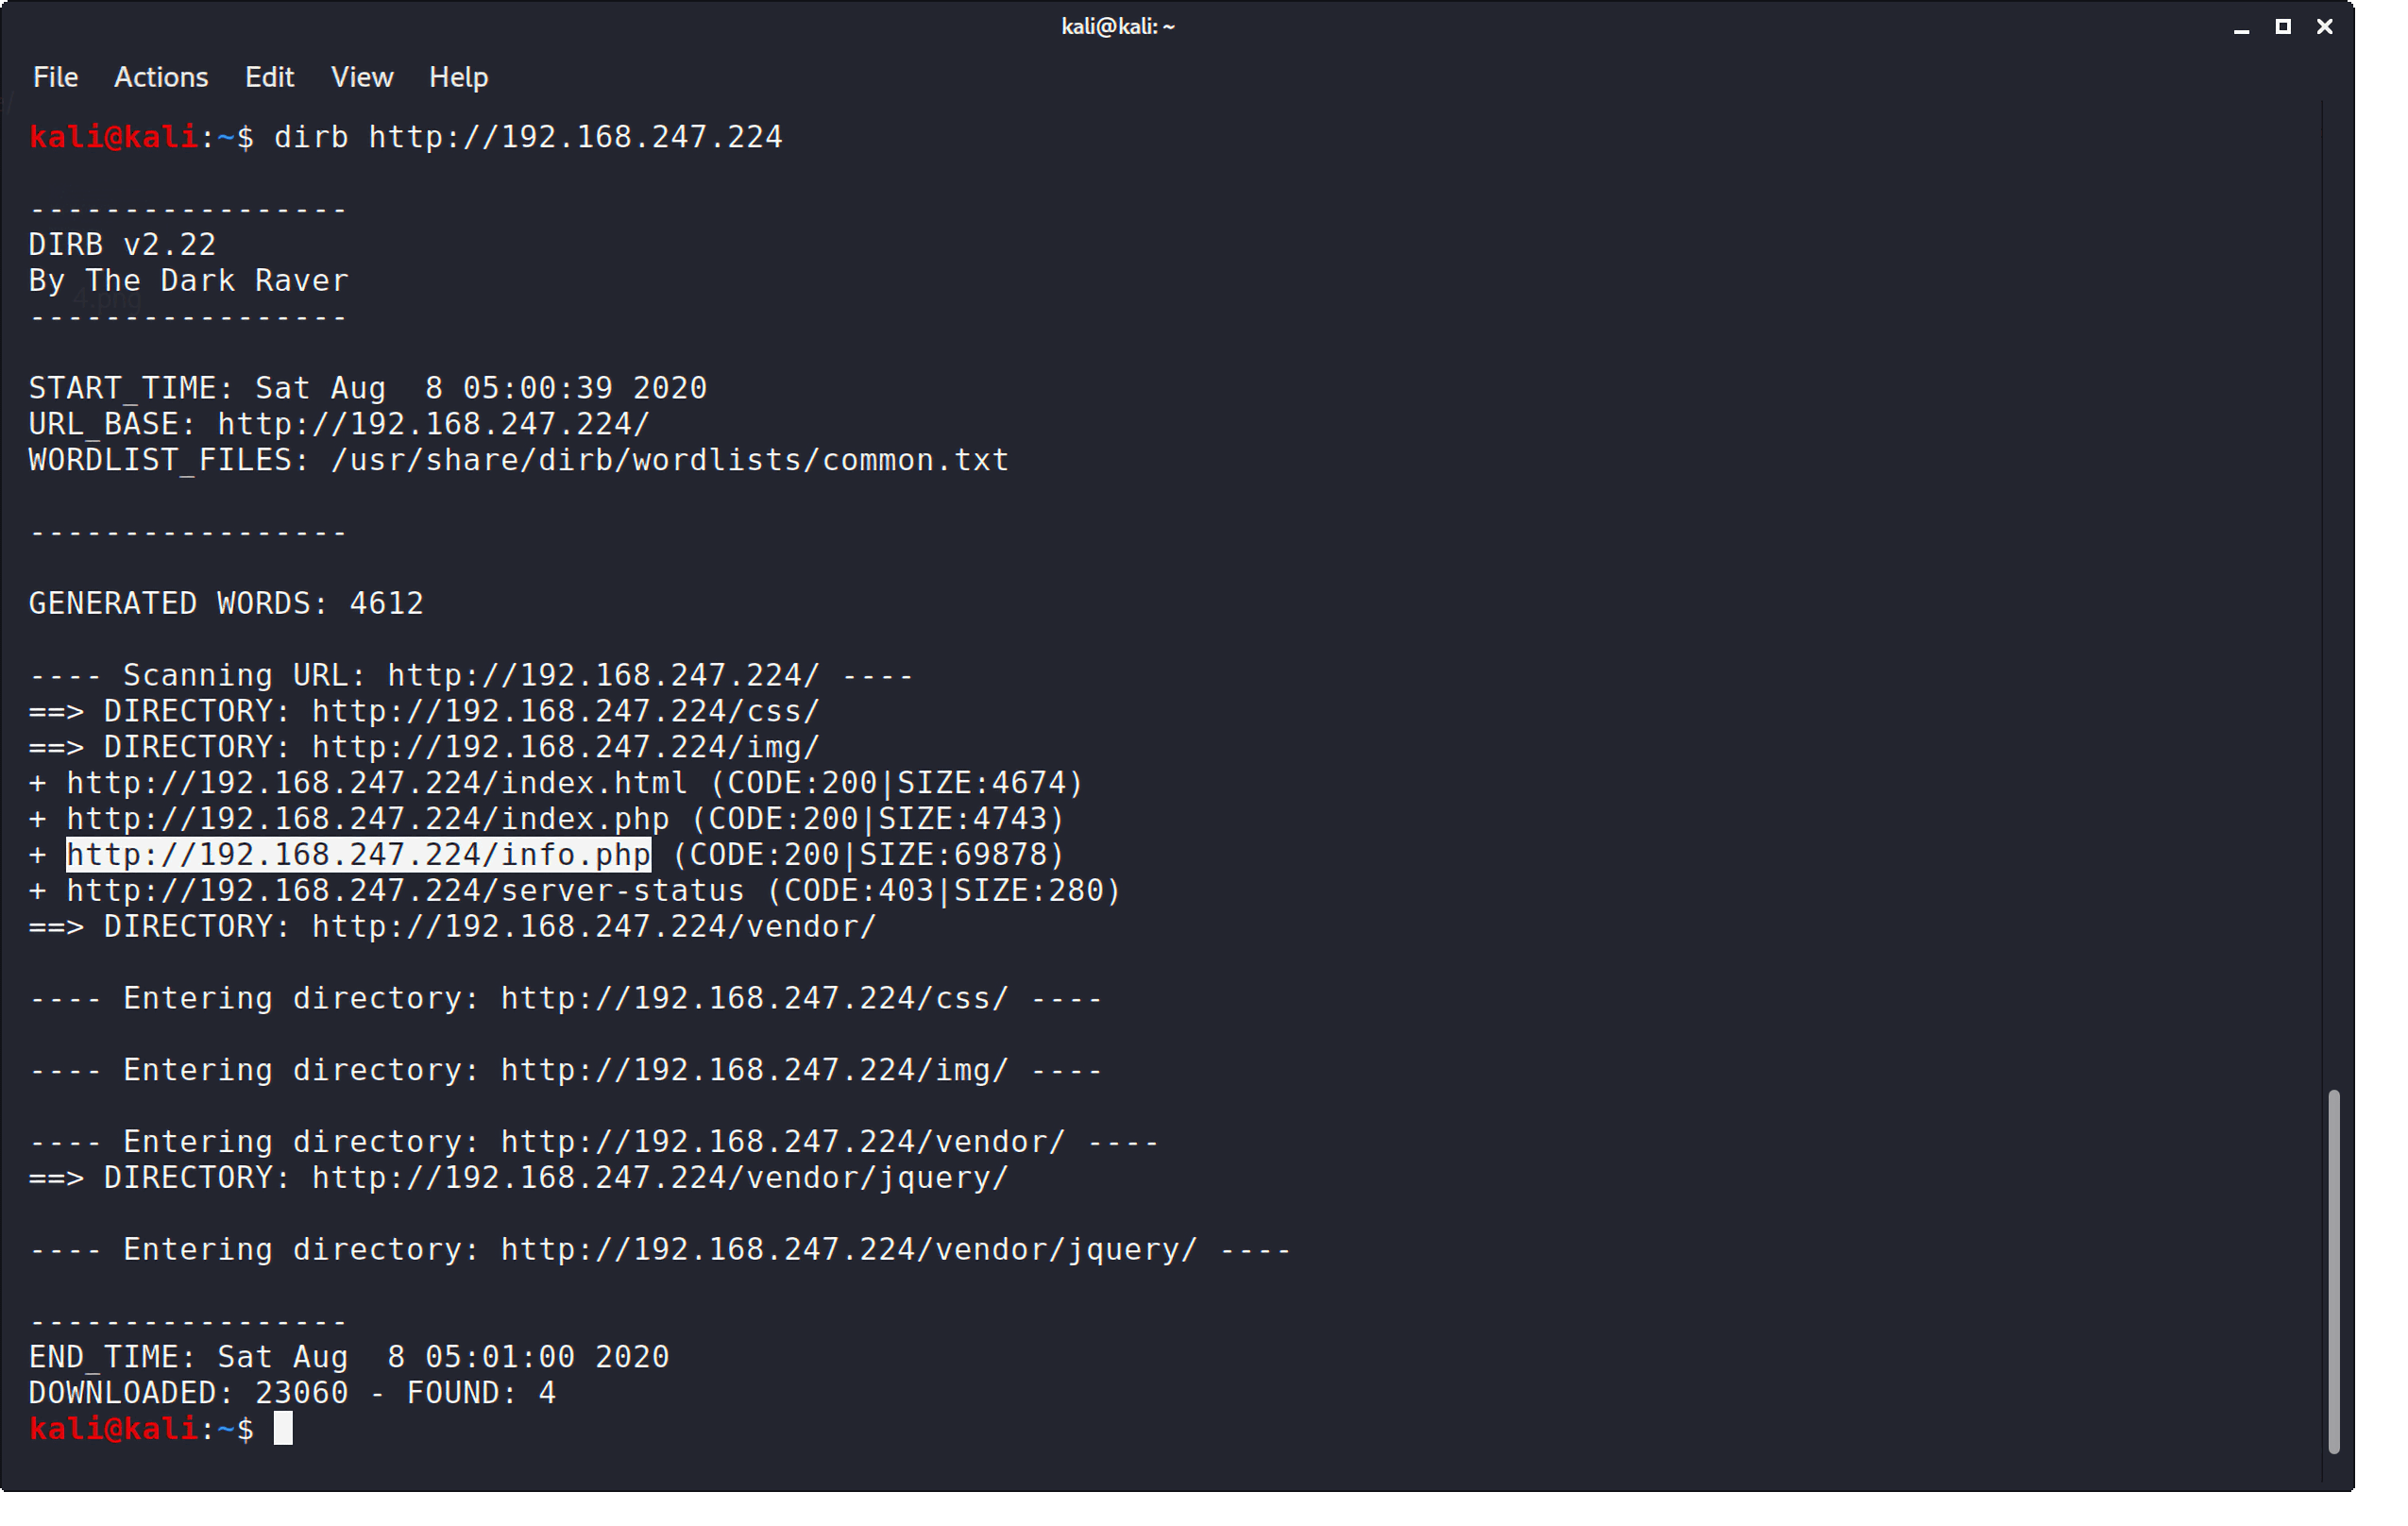 kali@kali: ~
File Actions Edit View Help
kali@kali:~$ dirb http://192.168.247.224
-----------------
DIRB v2.22
By The Dark Raver
4.png
-----------------
START_TIME: Sat Aug  8 05:00:39 2020
URL_BASE: http://192.168.247.224/
WORDLIST_FILES: /usr/share/dirb/wordlists/common.txt
-----------------
GENERATED WORDS: 4612
---- Scanning URL: http://192.168.247.224/ ----
==> DIRECTORY: http://192.168.247.224/css/
==> DIRECTORY: http://192.168.247.224/img/
+ http://192.168.247.224/index.html (CODE:200|SIZE:4674)
+ http://192.168.247.224/index.php (CODE:200|SIZE:4743)
+ http://192.168.247.224/info.php (CODE:200|SIZE:69878)
+ http://192.168.247.224/server-status (CODE:403|SIZE:280)
==> DIRECTORY: http://192.168.247.224/vendor/
---- Entering directory: http://192.168.247.224/css/ ----
---- Entering directory: http://192.168.247.224/img/ ----
---- Entering directory: http://192.168.247.224/vendor/ ----
==> DIRECTORY: http://192.168.247.224/vendor/jquery/
---- Entering directory: http://192.168.247.224/vendor/jquery/ ----
-----------------
END_TIME: Sat Aug  8 05:01:00 2020
DOWNLOADED: 23060 - FOUND: 4
kali@kali:~$